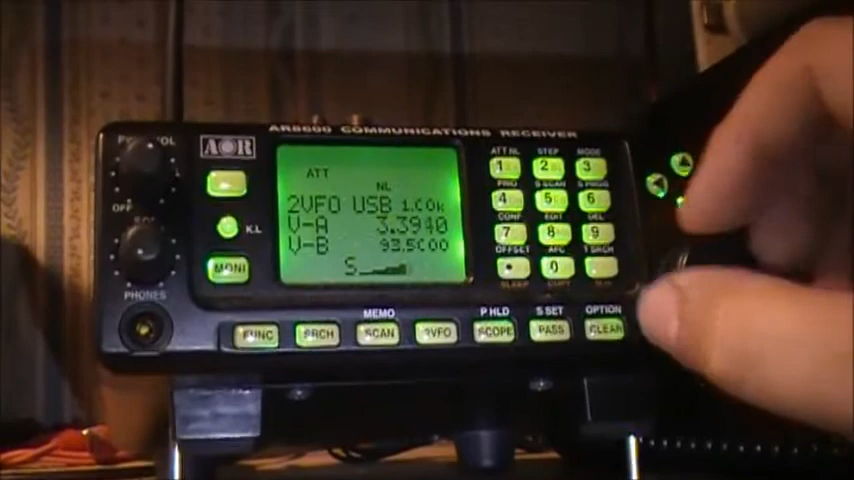 AOR
AR8600 COMMUNICATIONS RECEIVER
OFF
K.L
MONI
PHONES
ATT
NL
2VFO USB 1.00k
V-A 3.3940
V-B 93.5000
S
ATT NL STEP MODE
1 2 3
PRIO S.SCAN S.PROG
4 5 6
CONF EDIT DEL
7 8 9
OFFSET AFC T.SRCH
. 0
SLEEP COPY
MEMO P HLD S SET OPTION
FUNC SRCH SCAN 2VFO SCOPE PASS CLEAR